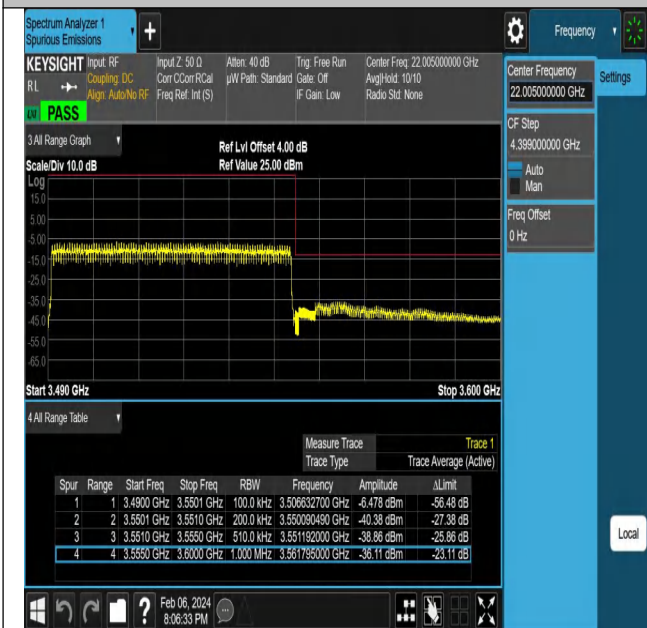 Spectrum Analyzer 1
Spurious Emissions
Frequency
KEYSIGHT
RL
Input: RF
Coupling: DC
Align: Auto/No RF
Input Z: 50 Ω
Corr CCorr RCal
Freq Ref: Int (S)
Atten: 40 dB
µW Path: Standard
Trig: Free Run
Gate: Off
IF Gain: Low
Center Freq: 22.005000000 GHz
Avg|Hold: 10/10
Radio Std: None
PASS
3 All Range Graph
Scale/Div 10.0 dB
Ref Lvl Offset 4.00 dB
Ref Value 25.00 dBm
Log
15.0
5.00
-5.00
-15.0
-25.0
-35.0
-45.0
-55.0
-65.0
Start 3.490 GHz
Stop 3.600 GHz
4 All Range Table
Measure Trace Trace 1
Trace Type Trace Average (Active)
Spur Range Start Freq Stop Freq RBW Frequency Amplitude ΔLimit
1 1 3.4900 GHz 3.5501 GHz 100.0 kHz 3.506632700 GHz -6.478 dBm -56.48 dB
2 2 3.5501 GHz 3.5510 GHz 200.0 kHz 3.550090490 GHz -40.38 dBm -27.38 dB
3 3 3.5510 GHz 3.5550 GHz 510.0 kHz 3.551192000 GHz -38.86 dBm -25.86 dB
4 4 3.5550 GHz 3.6000 GHz 1.000 MHz 3.561795000 GHz -36.11 dBm -23.11 dB
Feb 06, 2024
8:06:33 PM
Center Frequency
22.005000000 GHz
Settings
CF Step
4.399000000 GHz
Auto
Man
Freq Offset
0 Hz
Local